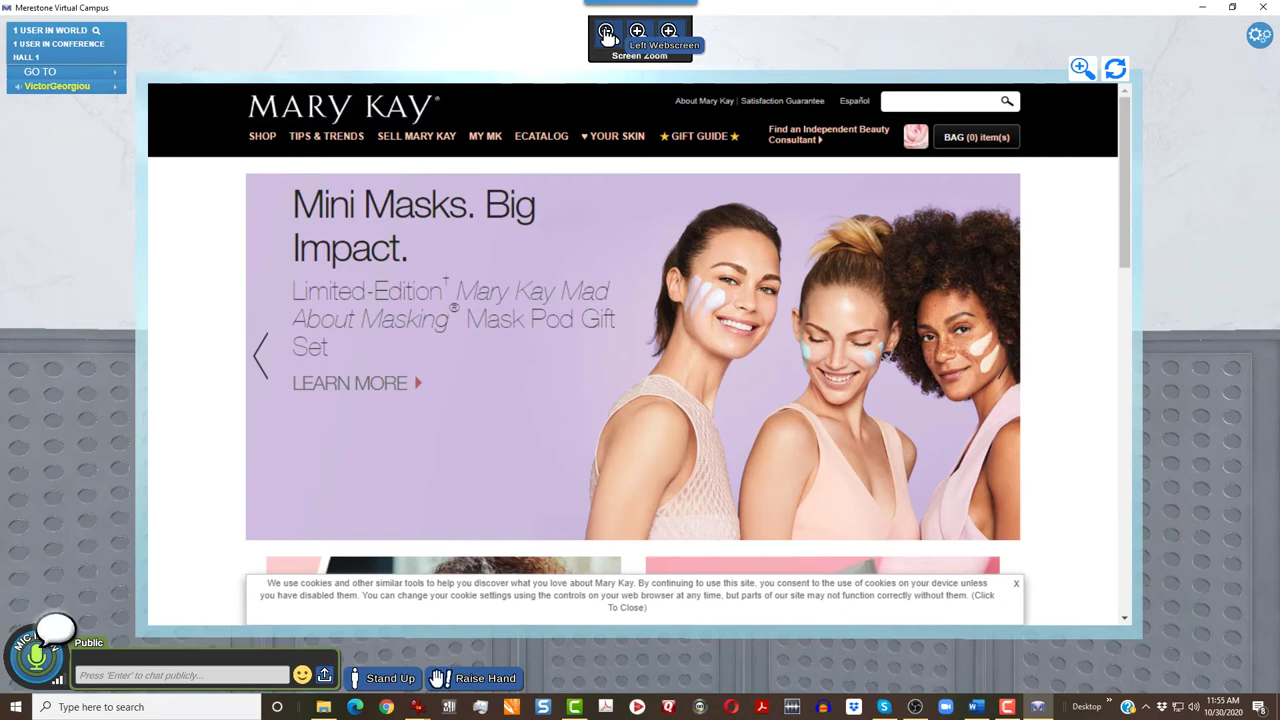 Merestone Virtual Campus
1 USER IN WORLD
1 USER IN CONFERENCE
HALL 1
GO TO
VictorGeorgiou
Left Webscreen
Screen Zoom
MARY KAY®
About Mary Kay | Satisfaction Guarantee Español
SHOP TIPS & TRENDS SELL MARY KAY MY MK ECATALOG ♥ YOUR SKIN ★ GIFT GUIDE ★
Find an Independent Beauty
Consultant
BAG (0) item(s)
Mini Masks. Big
Impact.
Limited-Edition† Mary Kay Mad
About Masking® Mask Pod Gift
Set
LEARN MORE
We use cookies and other similar tools to help you discover what you love about Mary Kay. By continuing to use this site, you consent to the use of cookies on your device unless
you have disabled them. You can change your cookie settings using the controls on your web browser at any time, but parts of our site may not function correctly without them. (Click
To Close)
X
Public
Press 'Enter' to chat publicly...
Stand Up
Raise Hand
Type here to search
Desktop
11:55 AM
10/30/2020